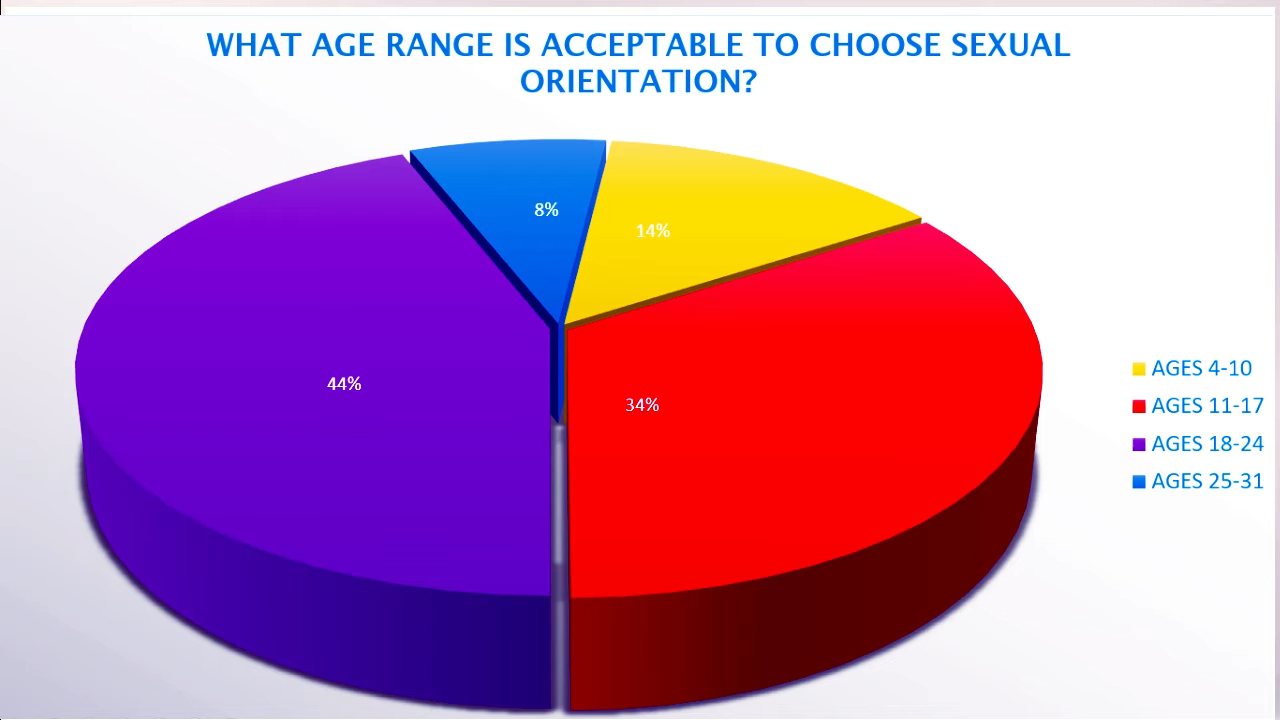 WHAT AGE RANGE IS ACCEPTABLE TO CHOOSE SEXUAL
ORIENTATION?
8%
14%
44%
34%
AGES 4-10
AGES 11-17
AGES 18-24
AGES 25-31